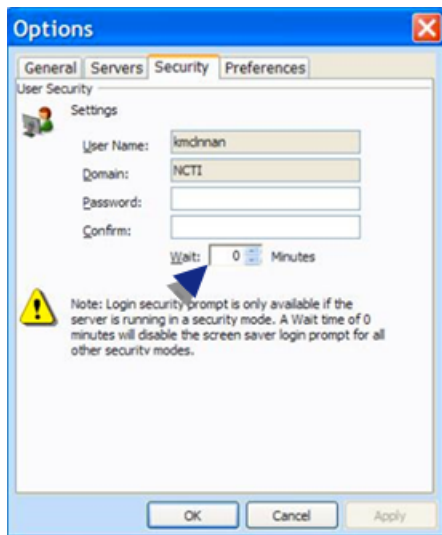 Options
General Servers Security Preferences
User Security
Settings
User Name: kmclnnan
Domain: NCTI
Password:
Confirm:
Wait: 0 Minutes
Note: Login security prompt is only available if the
server is running in a security mode. A Wait time of 0
minutes will disable the screen saver login prompt for all
other security modes.
OK Cancel Apply